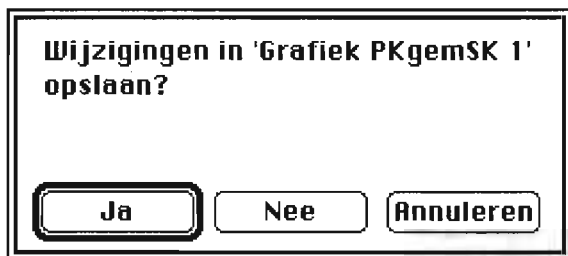 Wijzigingen in 'Grafiek PKgemSK 1'
opslaan?
Ja
Nee
Annuleren